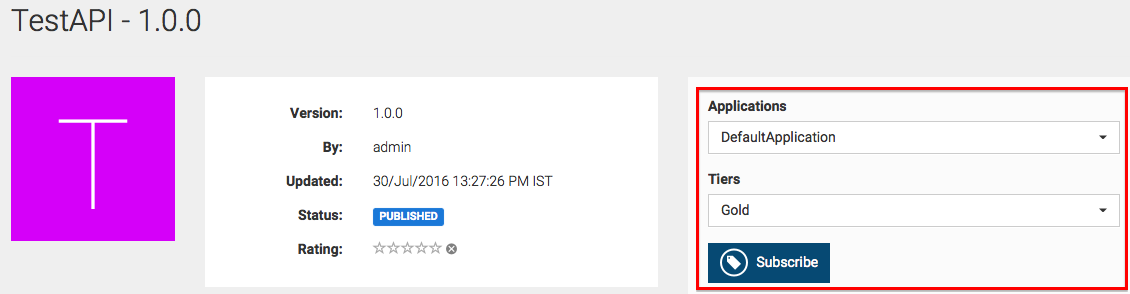 TestAPI - 1.0.0
T
Version: 1.0.0
By: admin
Updated: 30/Jul/2016 13:27:26 PM IST
Status: PUBLISHED
Rating:
Applications
DefaultApplication
Tiers
Gold
Subscribe